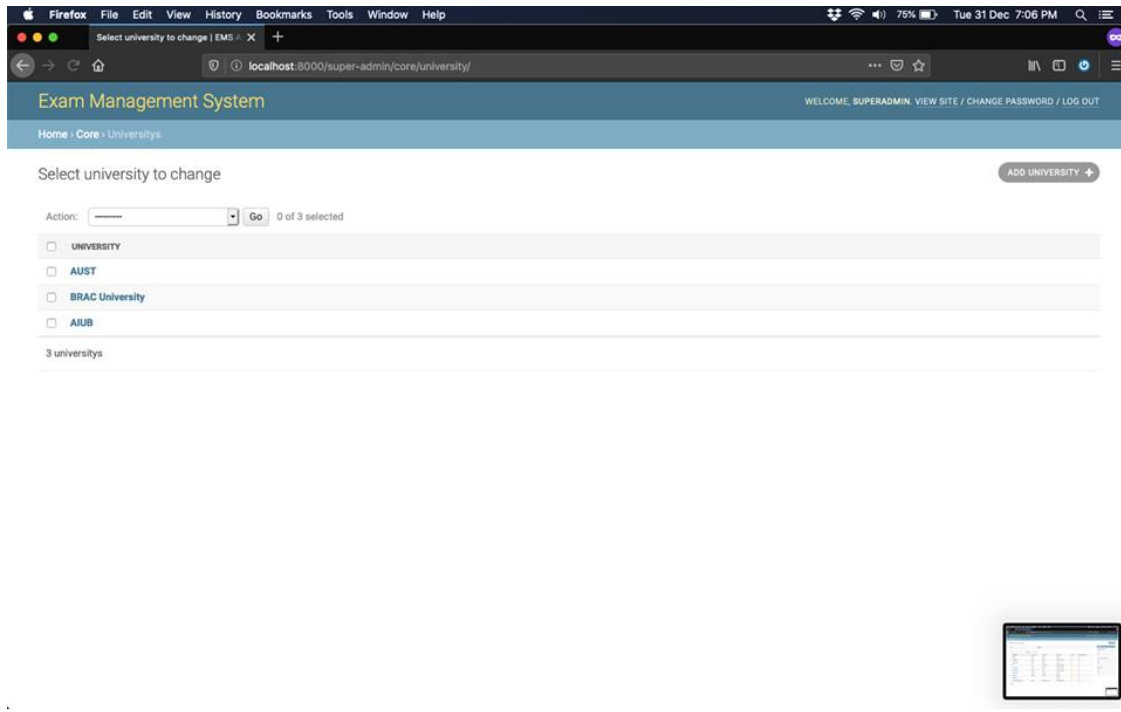 Firefox File Edit View History Bookmarks Tools Window Help 75% Tue 31 Dec 7:06 PM
Select university to change | EMS A
localhost:8000/super-admin/core/university/
Exam Management System WELCOME, SUPERADMIN. VIEW SITE / CHANGE PASSWORD / LOG OUT
Home › Core › Universitys
Select university to change ADD UNIVERSITY +
Action: --------- Go 0 of 3 selected
UNIVERSITY
AUST
BRAC University
AIUB
3 universitys